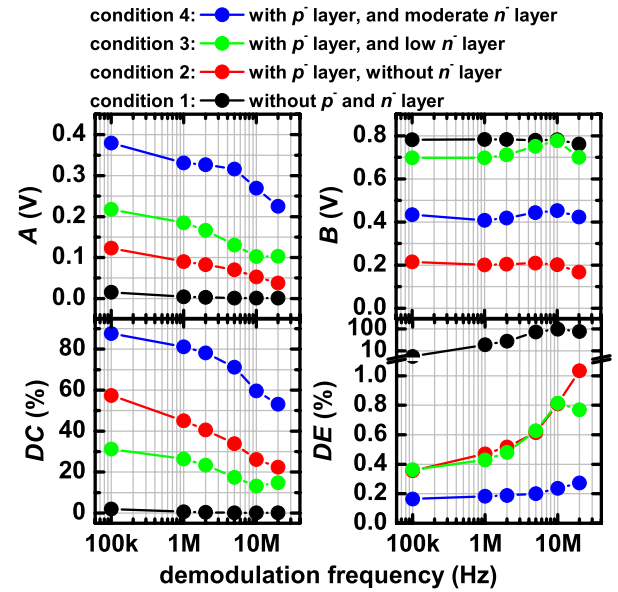 condition 4: with p⁻ layer, and moderate n⁻ layer
condition 3: with p⁻ layer, and low n⁻ layer
condition 2: with p⁻ layer, without n⁻ layer
condition 1: without p⁻ and n⁻ layer
A (V)
0.4
0.3
0.2
0.1
0.0
B (V)
0.8
0.6
0.4
0.2
0.0
DC (%)
80
60
40
20
0
100k 1M 10M
DE (%)
100
10
1.0
0.8
0.6
0.4
0.2
0.0
100k 1M 10M
demodulation frequency (Hz)